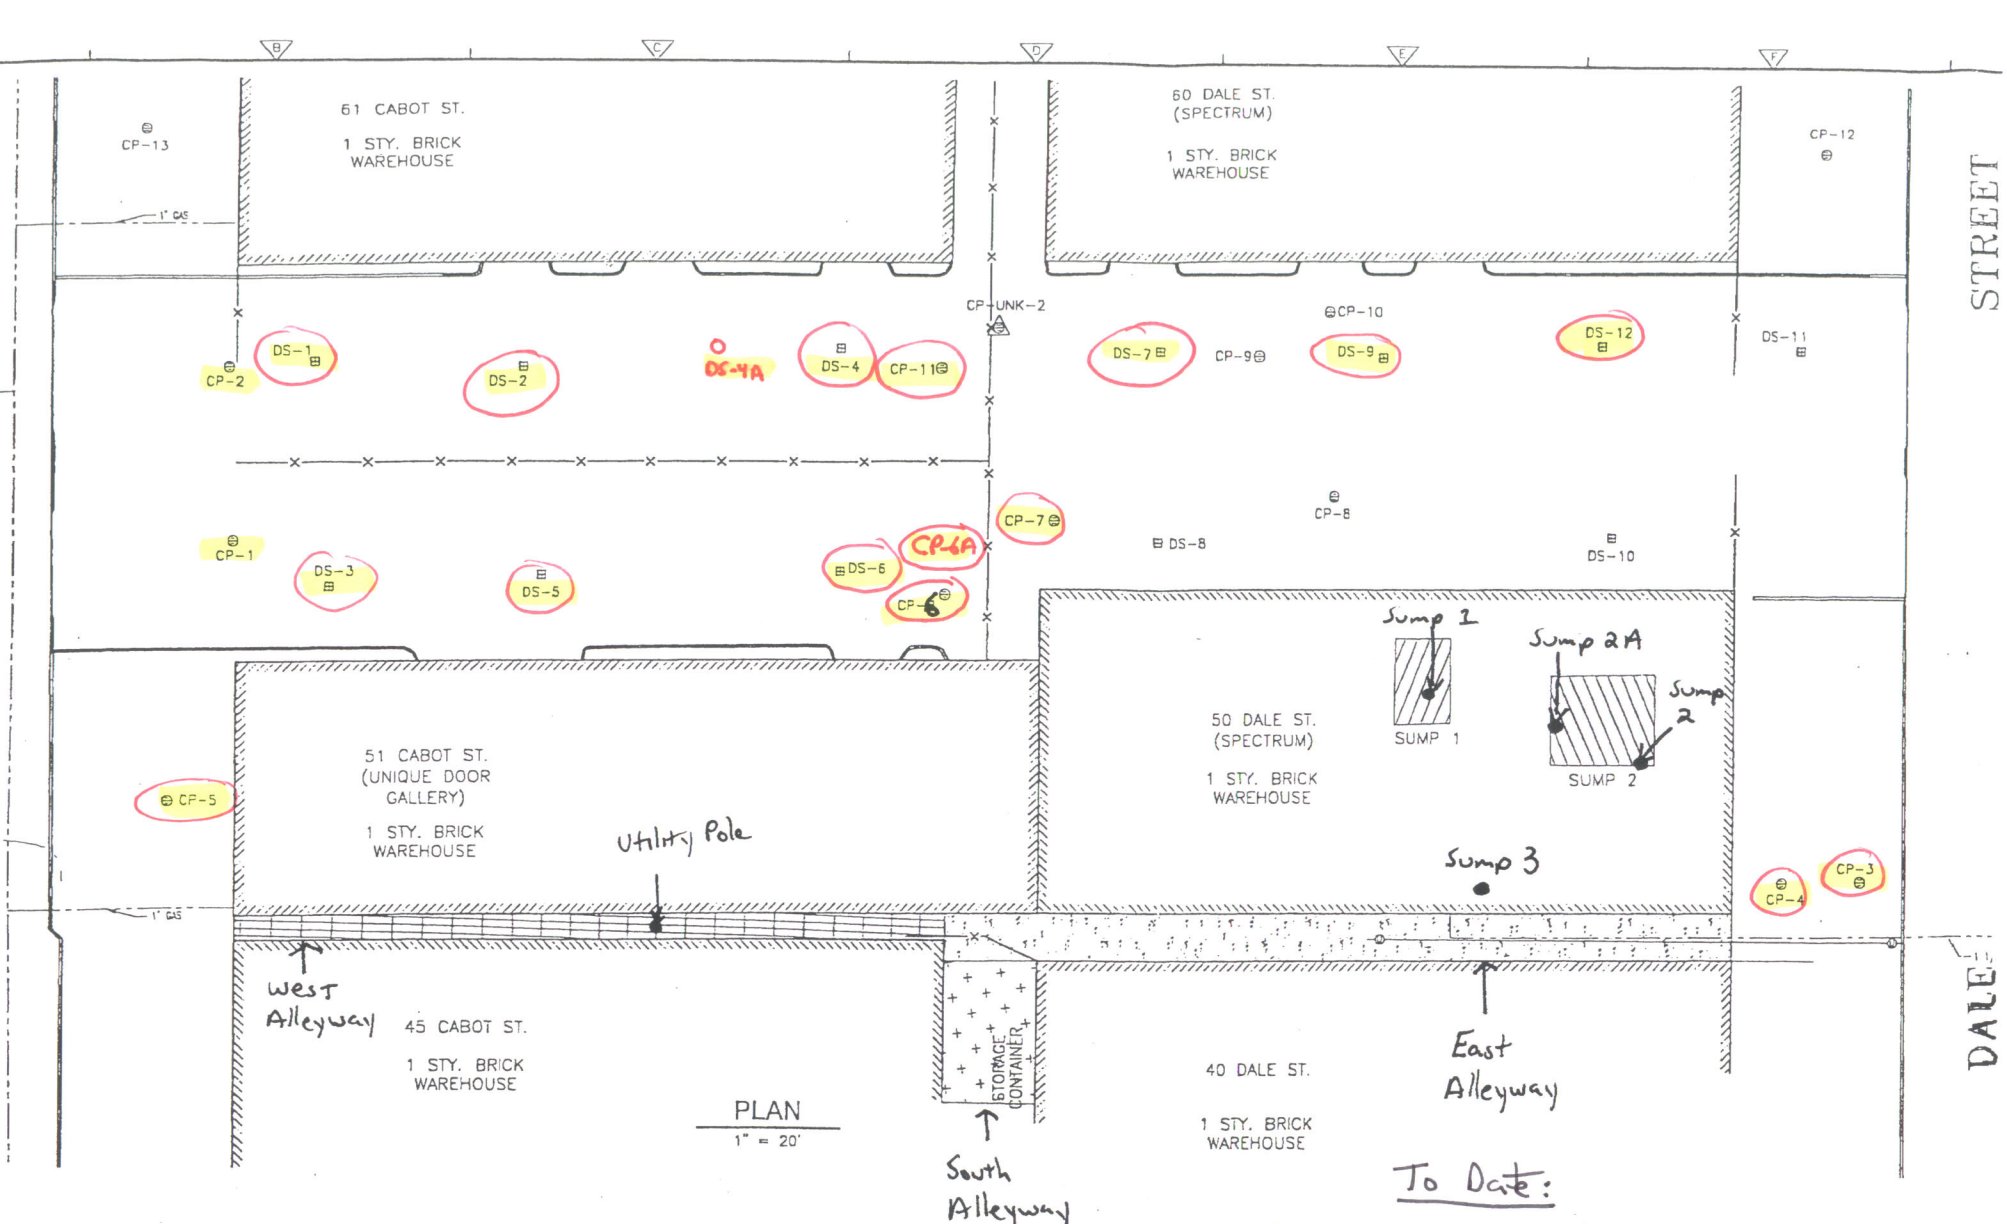 B
C
D
E
F
61 CABOT ST.
1 STY. BRICK
WAREHOUSE
60 DALE ST.
(SPECTRUM)
1 STY. BRICK
WAREHOUSE
CP-13
CP-12
1" GAS
STREET
CP-UNK-2
CP-10
DS-12
DS-11
DS-1
CP-2
DS-2
DS-4A
DS-4
CP-11
DS-7
CP-9
DS-9
CP-7
CP-8
CP-1
DS-3
DS-5
DS-6
CP-6A
CP-6
DS-8
DS-10
Sump 1
Sump 2A
Sump
2
SUMP 1
SUMP 2
51 CABOT ST.
(UNIQUE DOOR
GALLERY)
1 STY. BRICK
WAREHOUSE
50 DALE ST.
(SPECTRUM)
1 STY. BRICK
WAREHOUSE
CP-5
Utility Pole
Sump 3
CP-3
CP-4
1" GAS
West
Alleyway
45 CABOT ST.
1 STY. BRICK
WAREHOUSE
STORAGE
CONTAINER
East
Alleyway
40 DALE ST.
1 STY. BRICK
WAREHOUSE
DALE
PLAN
1" = 20'
South
Alleyway
To Date: